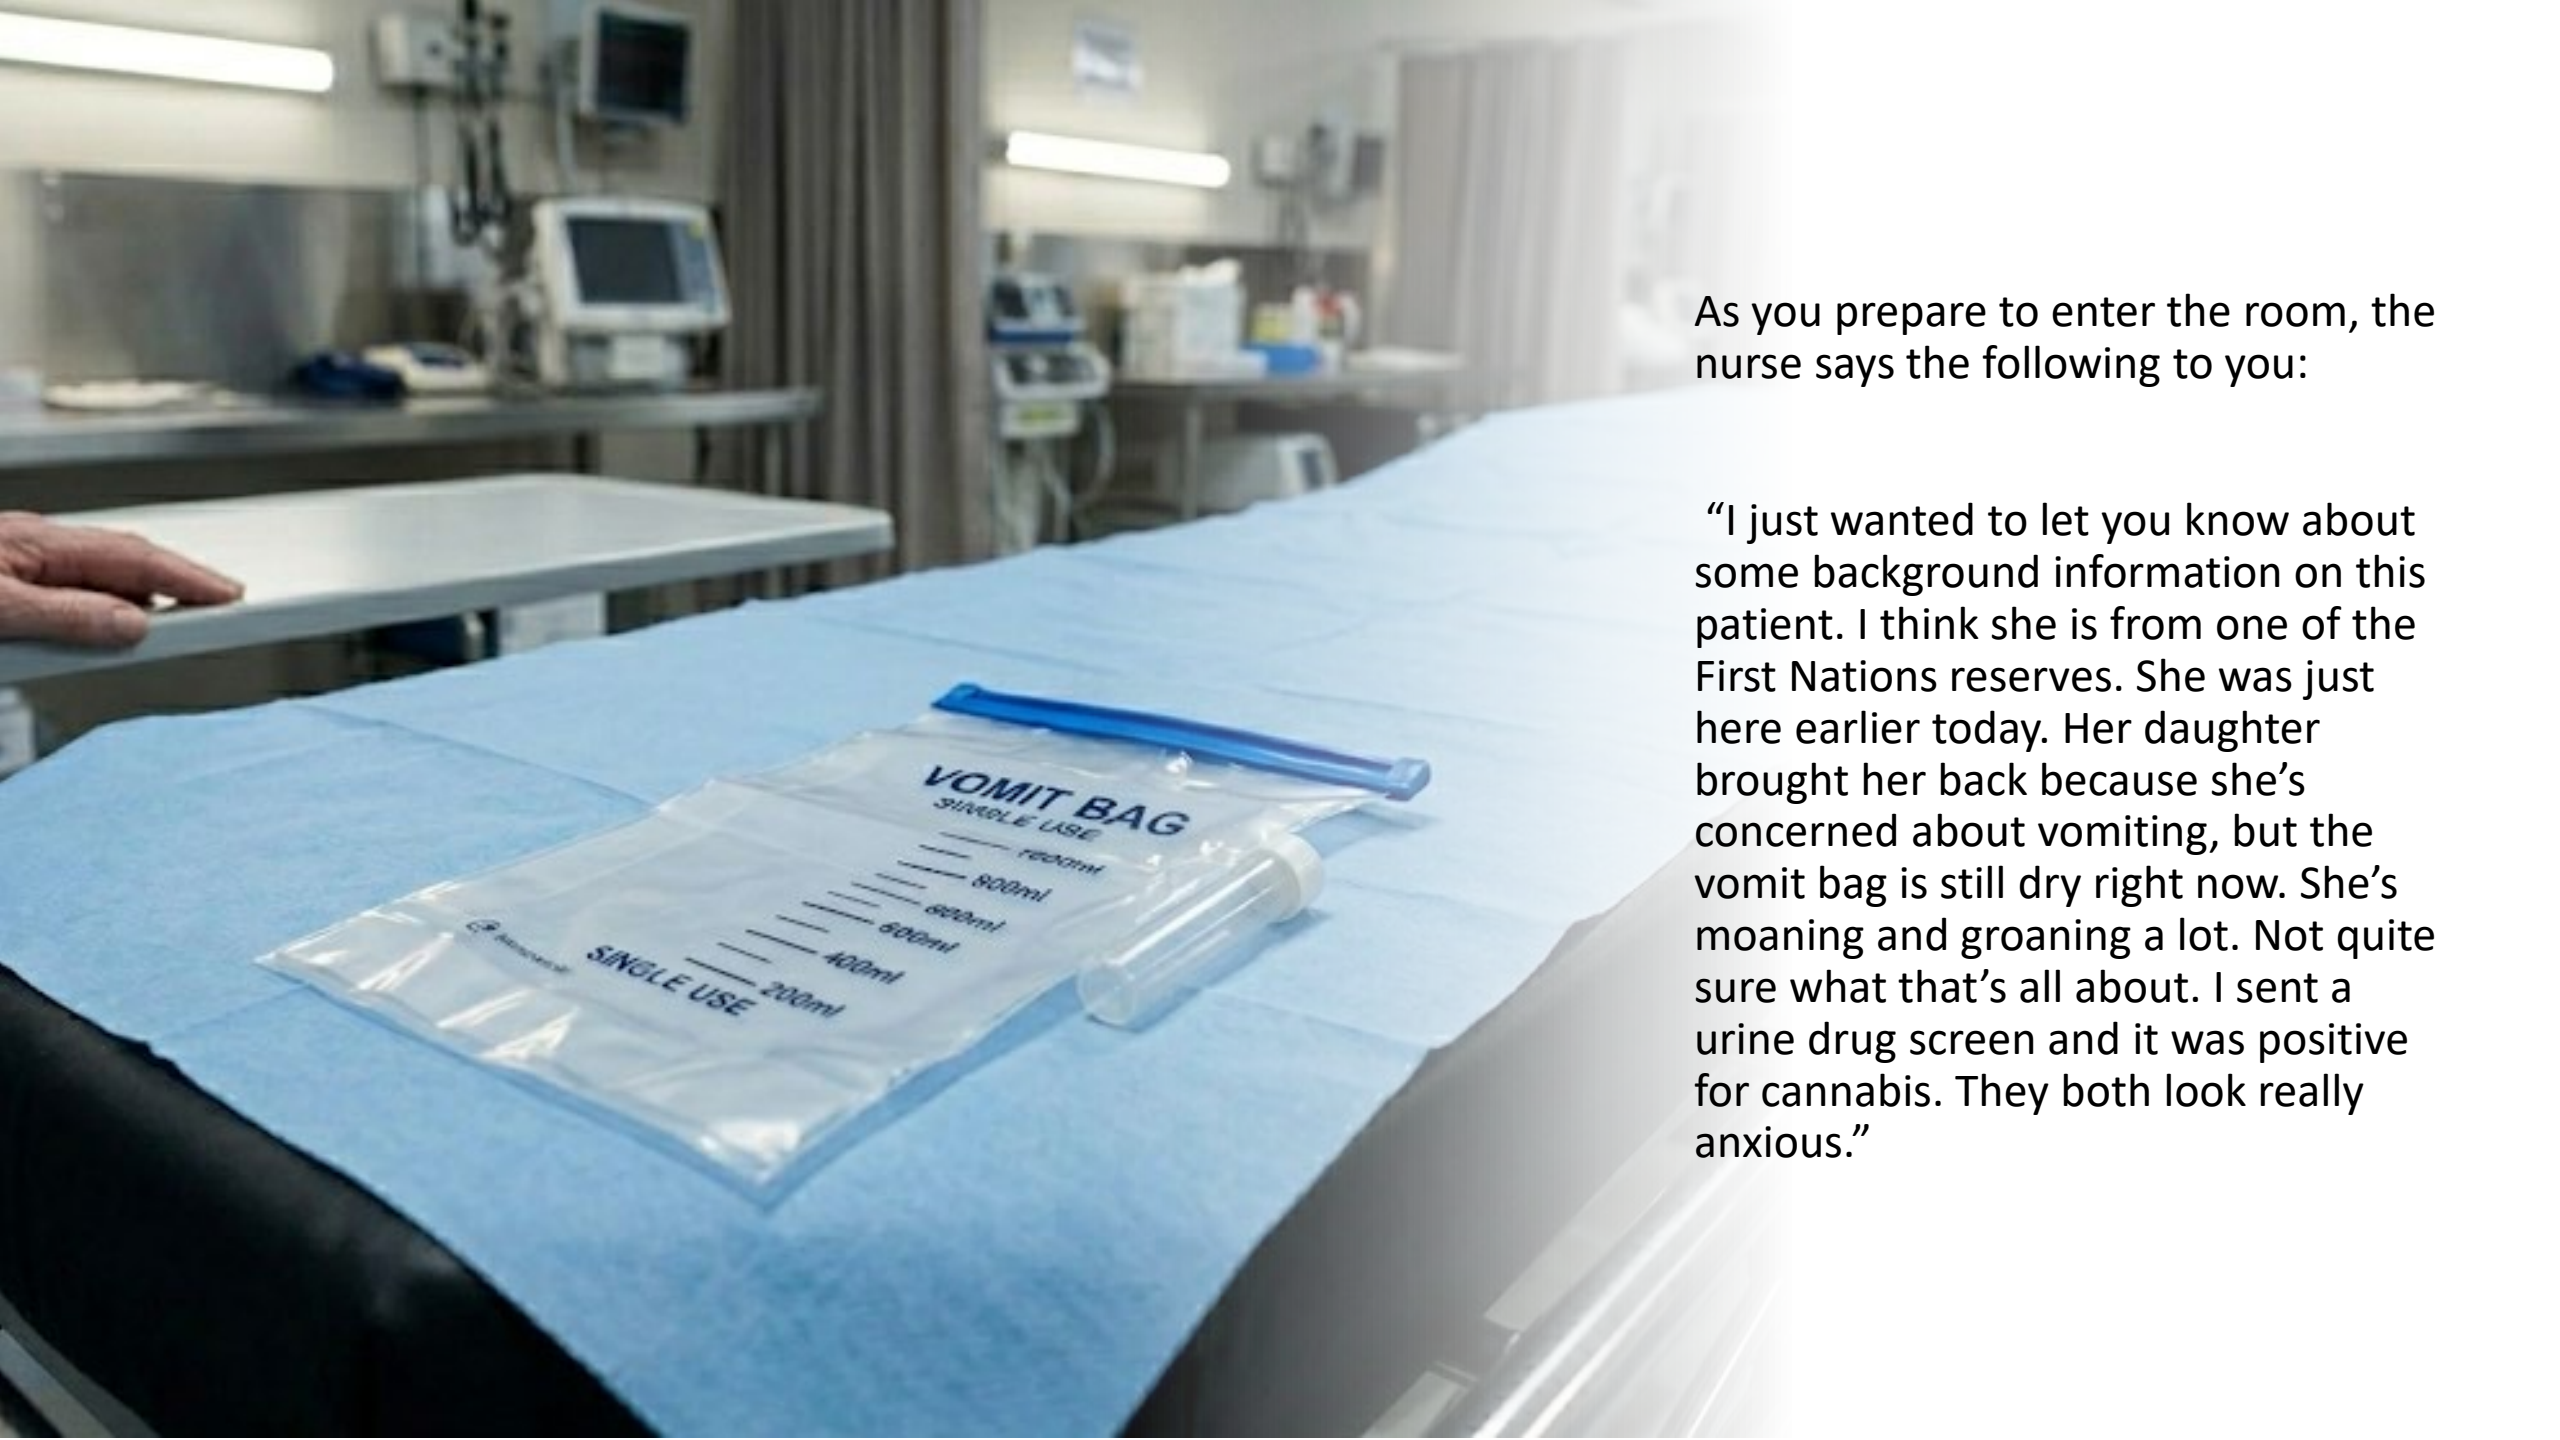 As you prepare to enter the room, the
nurse says the following to you:
“I just wanted to let you know about
some background information on this
patient. I think she is from one of the
First Nations reserves. She was just
here earlier today. Her daughter
brought her back because she’s
concerned about vomiting, but the
vomit bag is still dry right now. She’s
moaning and groaning a lot. Not quite
sure what that’s all about. I sent a
urine drug screen and it was positive
for cannabis. They both look really
anxious.”
VOMIT BAG
SINGLE USE
800ml
800ml
600ml
400ml
200ml
SINGLE USE